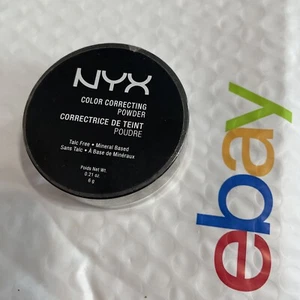 NYX
COLOR CORRECTING
POWDER
CORRECTRICE DE TEINT
POUDRE
Talc Free • Mineral Based
Sans Talc • À Base de Minéraux
Poids Net Wt.
0.21 oz
6 g
ebay